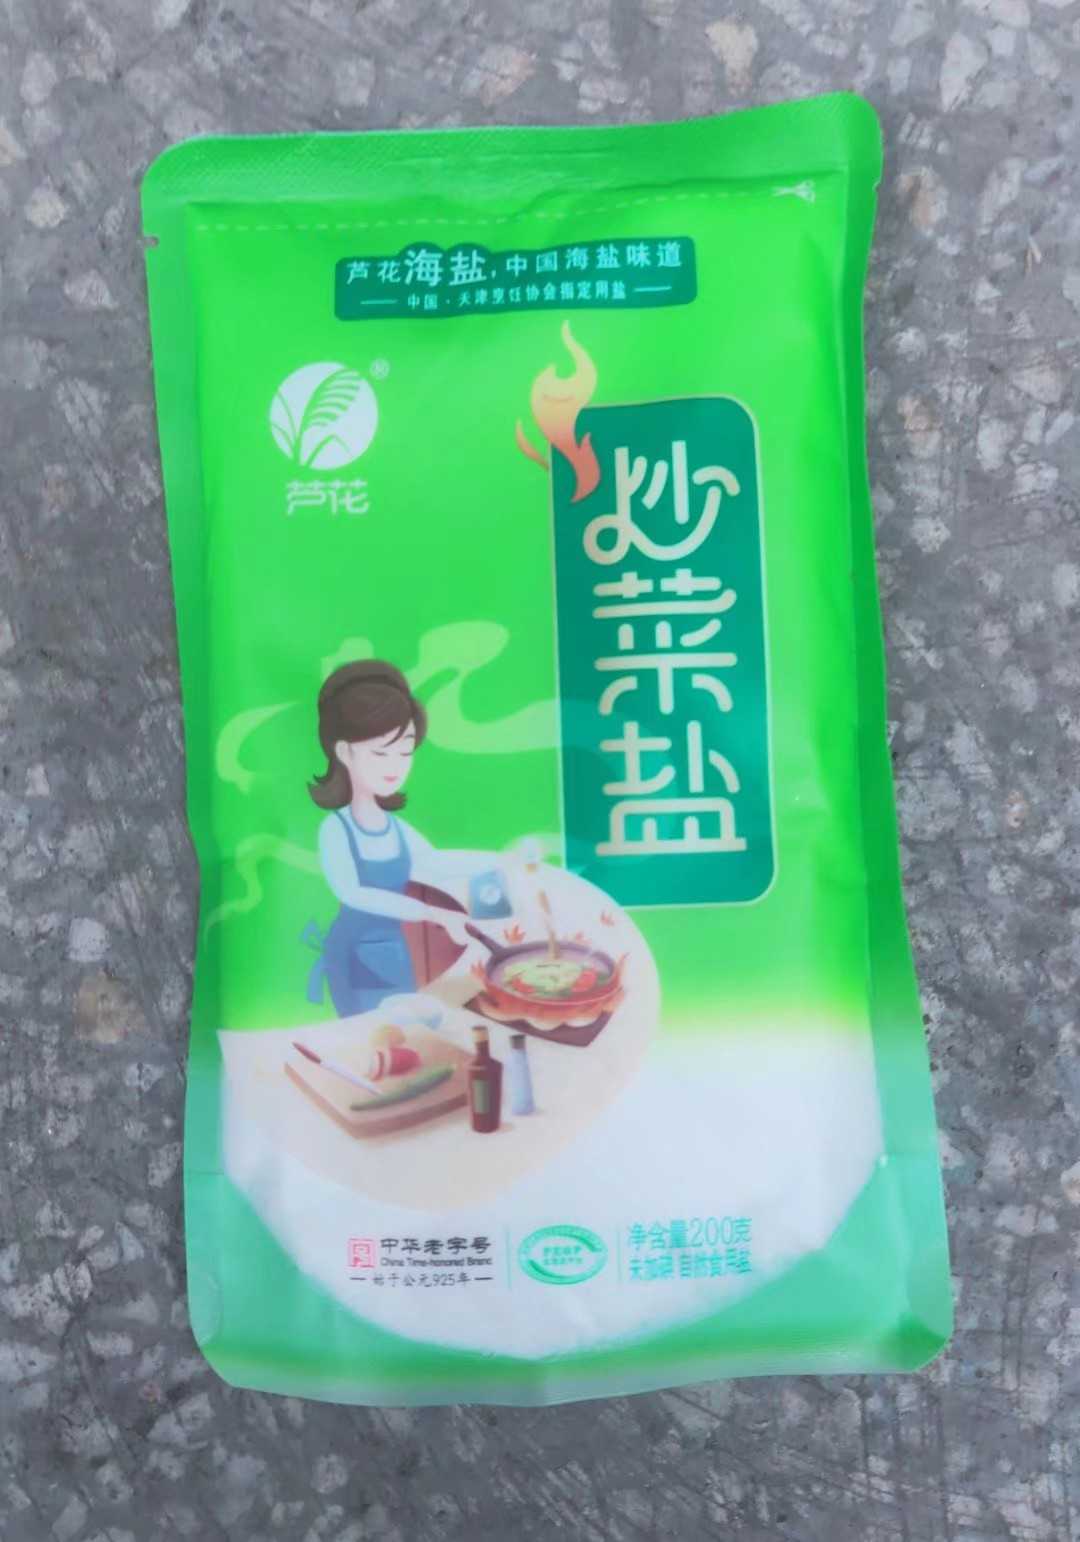 芦花海盐,中国海盐味道
中国·天津烹饪协会指定用盐
芦花
炒菜盐
中华老字号
China Time-honored Brand
始于公元925年
净含量200克
未加碘 自然食用盐